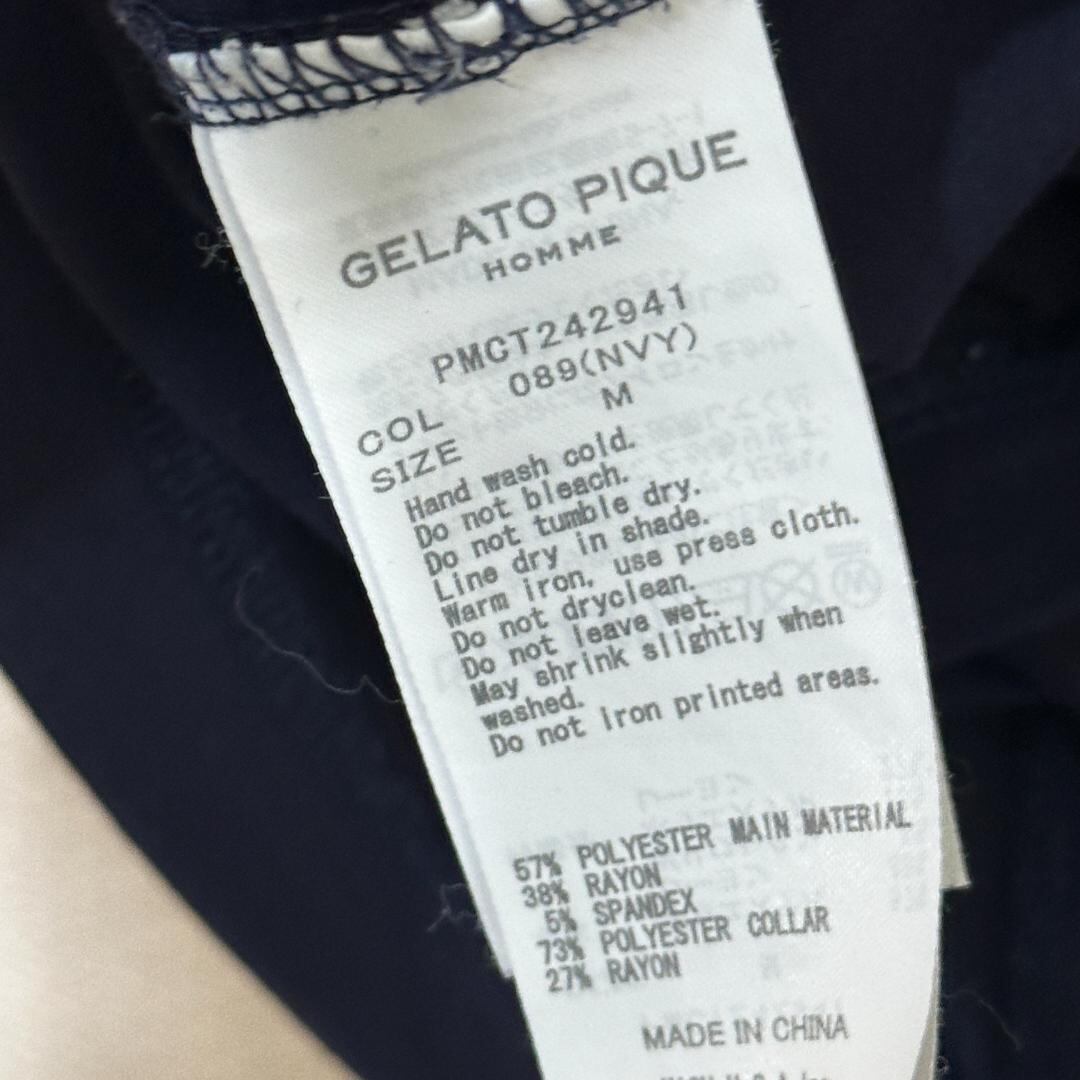 GELATO PIQUE
HOMME
PMCT242941
COL 089(NVY)
SIZE M
Hand wash cold.
Do not bleach.
Do not tumble dry.
Line dry in shade.
Warm iron. use press cloth.
Do not dryclean.
Do not leave wet.
May shrink slightly when
washed.
Do not iron printed areas.
57% POLYESTER MAIN MATERIAL
38% RAYON
5% SPANDEX
73% POLYESTER COLLAR
27% RAYON
MADE IN CHINA